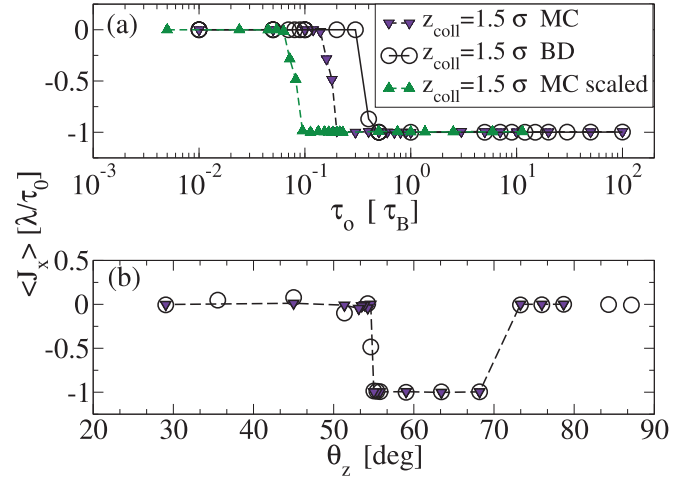 (a)
z_coll=1.5 σ MC
z_coll=1.5 σ BD
z_coll=1.5 σ MC scaled
0
-0.5
-1
10^-3 10^-2 10^-1 10^0 10^1 10^2
τ_o [ τ_B]
<J_x> [λ/τ_0]
(b)
0.5
0
-0.5
-1
20 30 40 50 60 70 80 90
θ_z [deg]